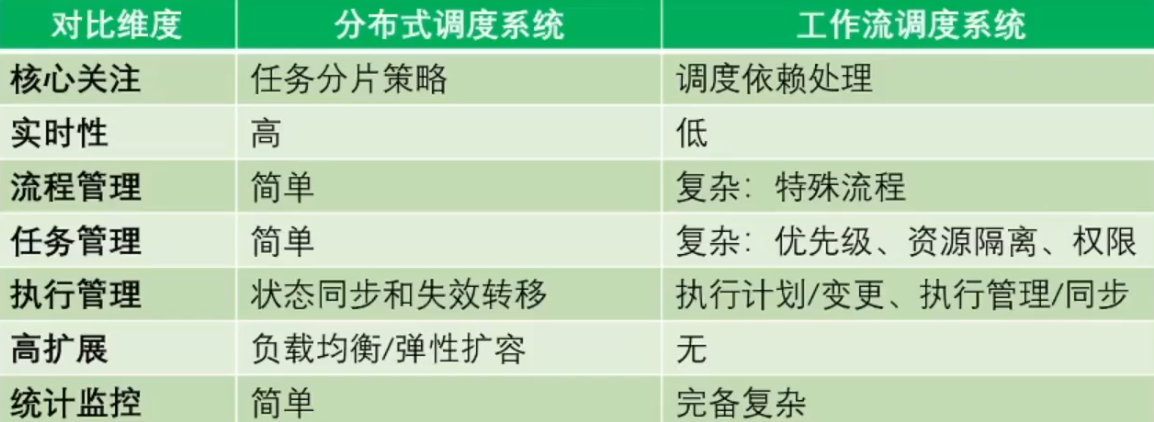 对比维度 分布式调度系统 工作流调度系统
核心关注 任务分片策略 调度依赖处理
实时性 高 低
流程管理 简单 复杂：特殊流程
任务管理 简单 复杂：优先级、资源隔离、权限
执行管理 状态同步和失效转移 执行计划/变更、执行管理/同步
高扩展 负载均衡/弹性扩容 无
统计监控 简单 完备复杂